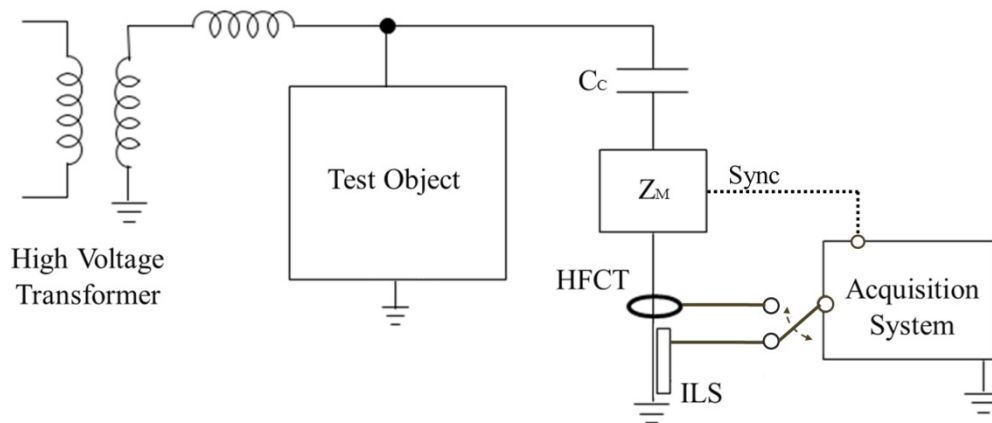 High Voltage
Transformer
Test Object
Cc
ZM
Sync
HFCT
ILS
Acquisition
System